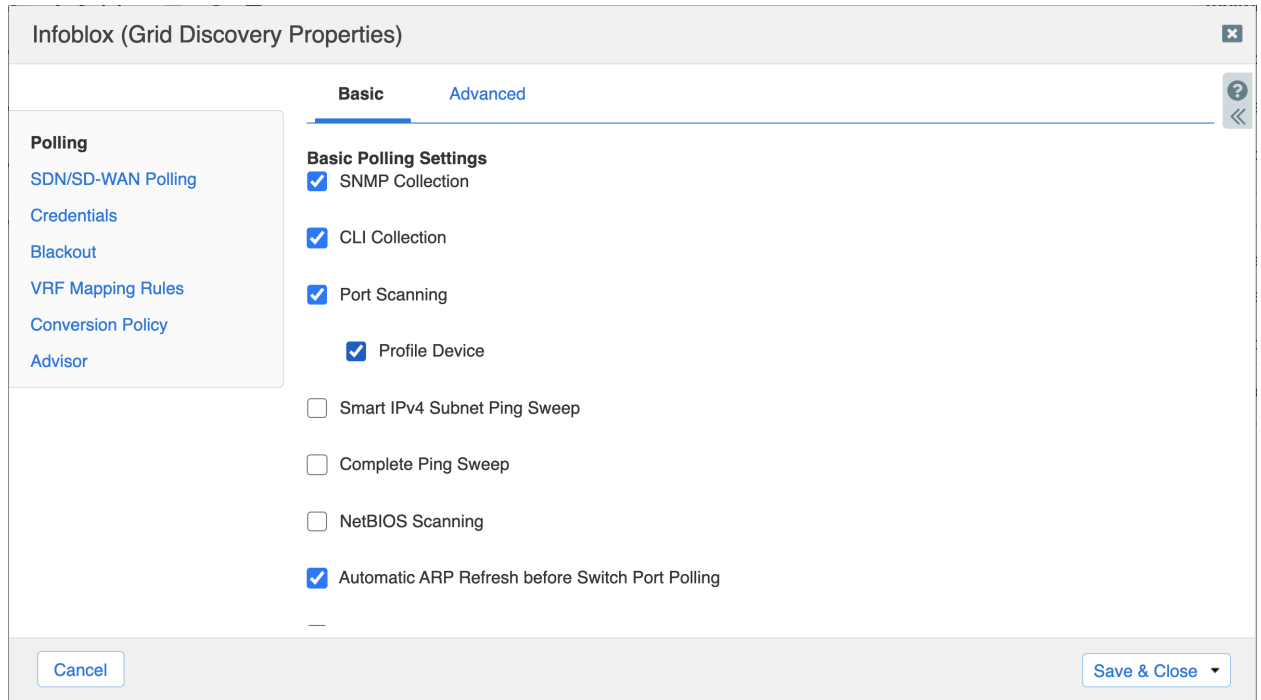 Infoblox (Grid Discovery Properties)
Basic
Advanced
Polling
SDN/SD-WAN Polling
Credentials
Blackout
VRF Mapping Rules
Conversion Policy
Advisor
Basic Polling Settings
SNMP Collection
CLI Collection
Port Scanning
Profile Device
Smart IPv4 Subnet Ping Sweep
Complete Ping Sweep
NetBIOS Scanning
Automatic ARP Refresh before Switch Port Polling
Cancel
Save & Close